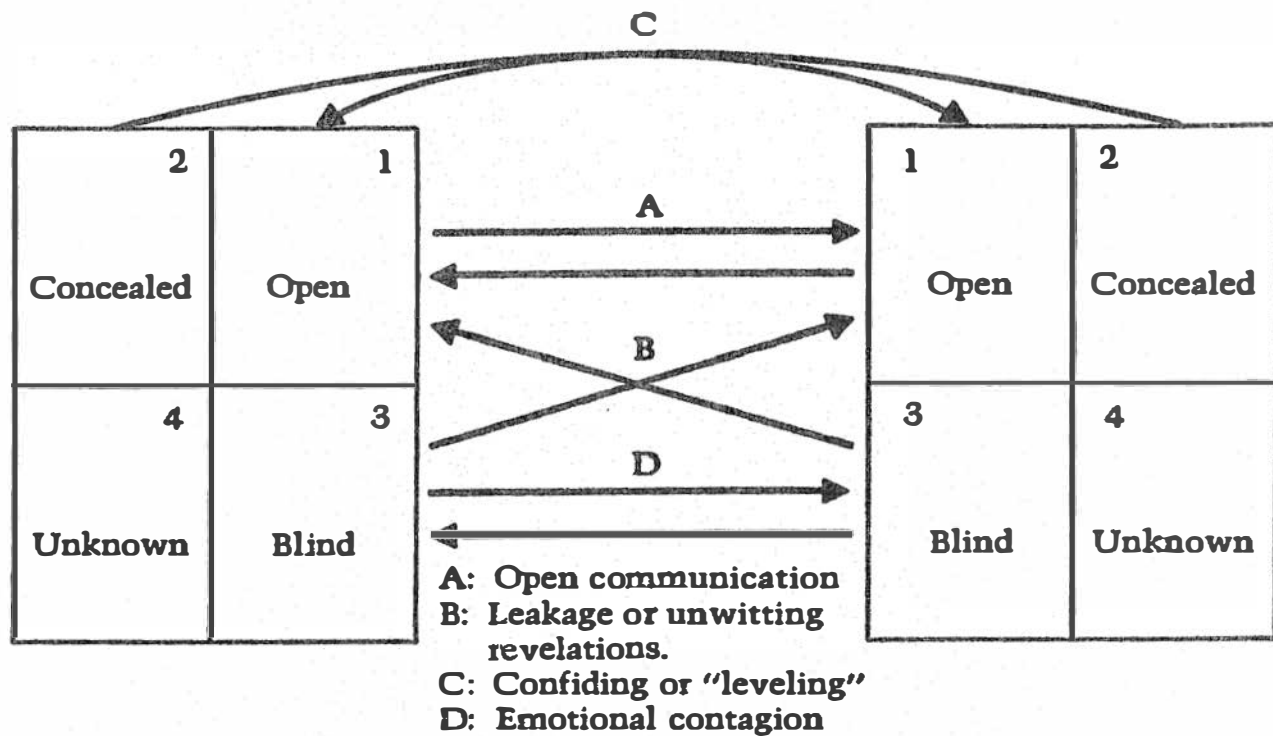 C
2 1 1 2
A
Concealed Open Open Concealed
B
4 3 3 4
D
Unknown Blind Blind Unknown
A: Open communication
B: Leakage or unwitting
revelations.
C: Confiding or "leveling"
D: Emotional contagion